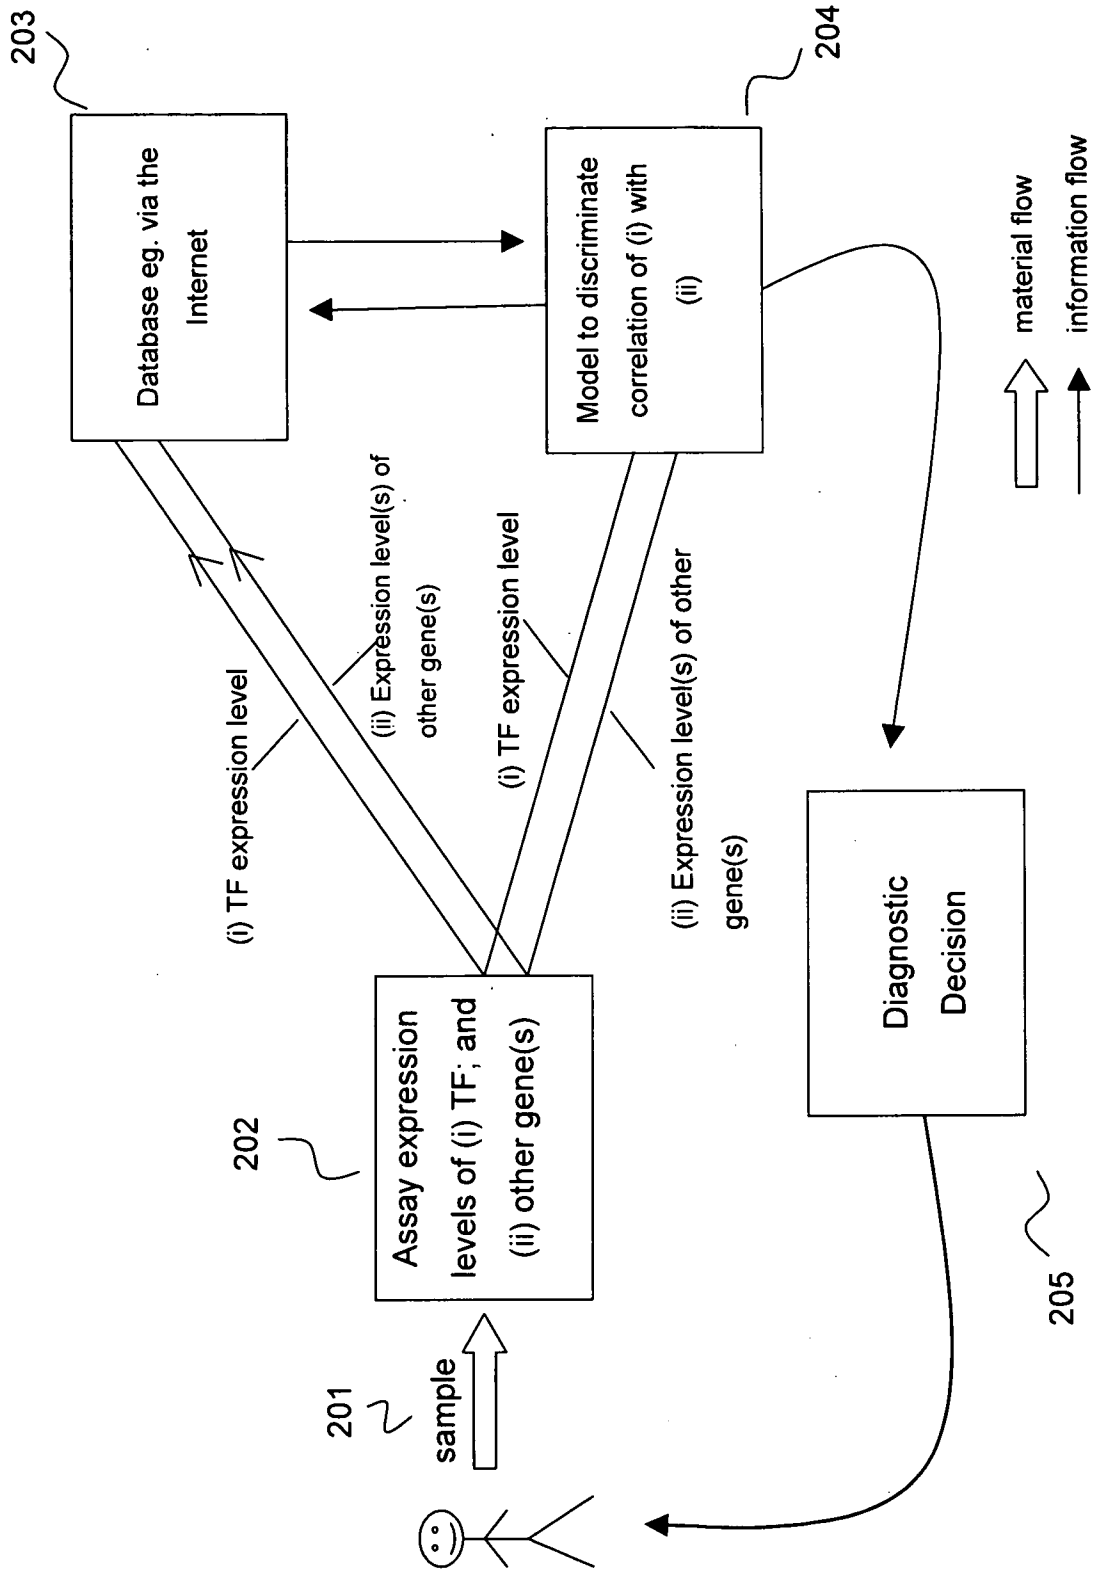 203
Database eg. via the
Internet
204
Model to discriminate
correlation of (i) with
(ii)
(i) TF expression level
(ii) Expression level(s) of
other gene(s)
(i) TF expression level
(ii) Expression level(s) of other
gene(s)
202
Assay expression
levels of (i) TF; and
(ii) other gene(s)
201
sample
Diagnostic
Decision
205
material flow
information flow